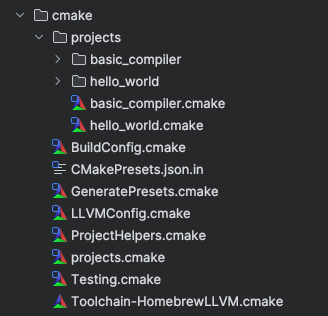 cmake
projects
basic_compiler
hello_world
basic_compiler.cmake
hello_world.cmake
BuildConfig.cmake
CMakePresets.json.in
GeneratePresets.cmake
LLVMConfig.cmake
ProjectHelpers.cmake
projects.cmake
Testing.cmake
Toolchain-HomebrewLLVM.cmake